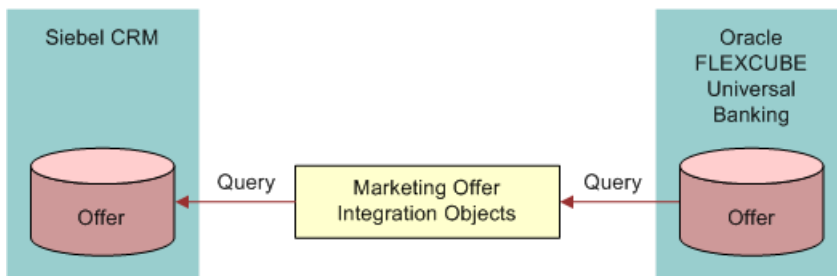 Siebel CRM
Oracle
FLEXCUBE
Universal
Banking
Offer
Query
Marketing Offer
Integration Objects
Query
Offer